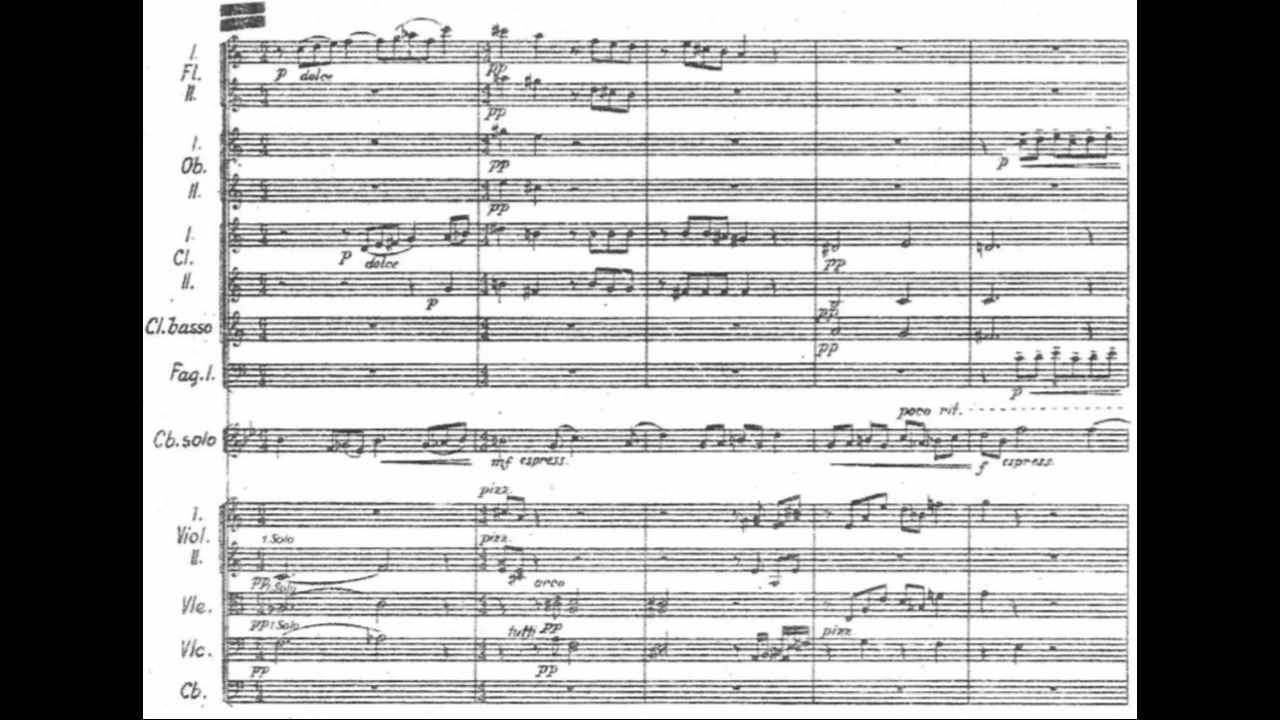 I.
Fl.
p dolce
pp
II.
pp
I.
Ob.
pp
p
II.
pp
I.
Cl.
p dolce
pp
II.
p
pp
Cl. basso
pp
Fag. I.
p
poco rit.
Cb. solo
mf espress.
f espress.
pizz.
I.
Viol.
1. Solo
pizz.
II.
pp 1. Solo
arco
Vle.
pp 1 Solo
tutti pp
pizz.
Vlc.
pp
pp
Cb.